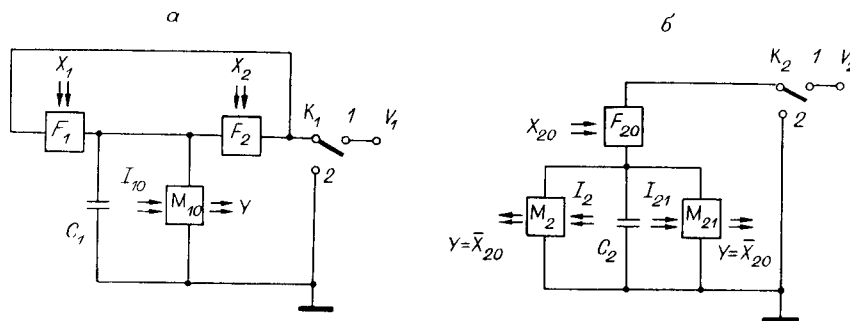 а
X₁
X₂
F₁
F₂
K₁
1
V₁
2
I₁₀
M₁₀
Y
C₁
б
K₂
1
V₂
2
X₂₀
F₂₀
I₂
I₂₁
M₂
M₂₁
C₂
Y=X̅₂₀
Y=X̅₂₀